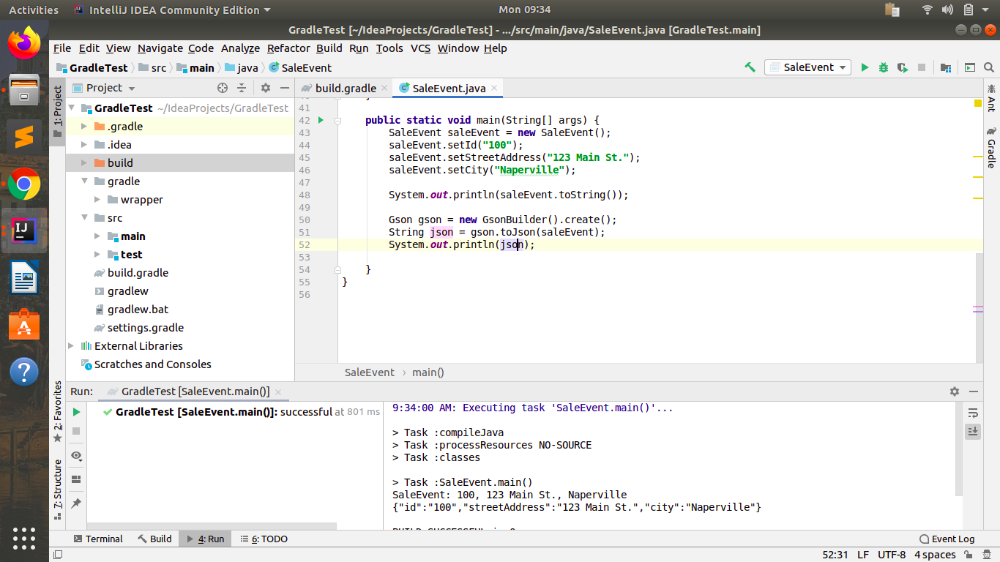 Activities IntelliJ IDEA Community Edition Mon 09:34
GradleTest [~/IdeaProjects/GradleTest] - .../src/main/java/SaleEvent.java [GradleTest.main]
File Edit View Navigate Code Analyze Refactor Build Run Tools VCS Window Help
GradleTest src main java SaleEvent SaleEvent
1: Project
Project
GradleTest ~/IdeaProjects/GradleTest
.gradle
.idea
build
gradle
wrapper
src
main
test
build.gradle
gradlew
gradlew.bat
settings.gradle
External Libraries
Scratches and Consoles
build.gradle SaleEvent.java
41
42 public static void main(String[] args) {
43 SaleEvent saleEvent = new SaleEvent();
44 saleEvent.setId("100");
45 saleEvent.setStreetAddress("123 Main St.");
46 saleEvent.setCity("Naperville");
47
48 System.out.println(saleEvent.toString());
49
50 Gson gson = new GsonBuilder().create();
51 String json = gson.toJson(saleEvent);
52 System.out.println(json);
53
54 }
55 }
56
SaleEvent › main()
Ant
Gradle
Run: GradleTest [SaleEvent.main()]
2: Favorites
7: Structure
GradleTest [SaleEvent.main()]: successful at 801 ms
9:34:00 AM: Executing task 'SaleEvent.main()'...
> Task :compileJava
> Task :processResources NO-SOURCE
> Task :classes
> Task :SaleEvent.main()
SaleEvent: 100, 123 Main St., Naperville
{"id":"100","streetAddress":"123 Main St.","city":"Naperville"}
Terminal Build 4: Run 6: TODO Event Log
52:31 LF UTF-8 4 spaces